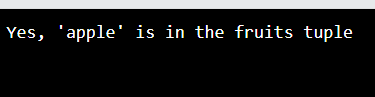 Yes, 'apple' is in the fruits tuple